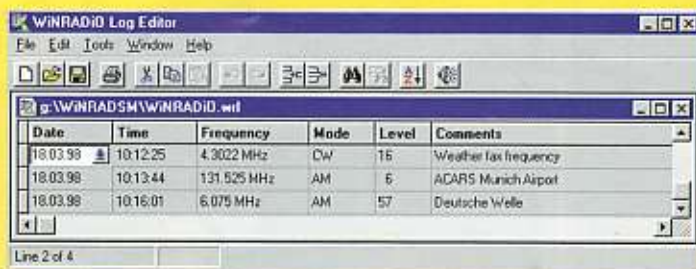 WiNRADiO Log Editor
File Edit Tools Window Help
g:\WiNRADSM\WiNRADiO.wrl
Date Time Frequency Mode Level Comments
18.03.98 10:12:25 4.3022 MHz CW 16 Weather fax frequency
18.03.98 10:13:44 131.525 MHz AM 6 ACARS Munich Airport
18.03.98 10:16:01 6.075 MHz AM 57 Deutsche Welle
Line 2 of 4